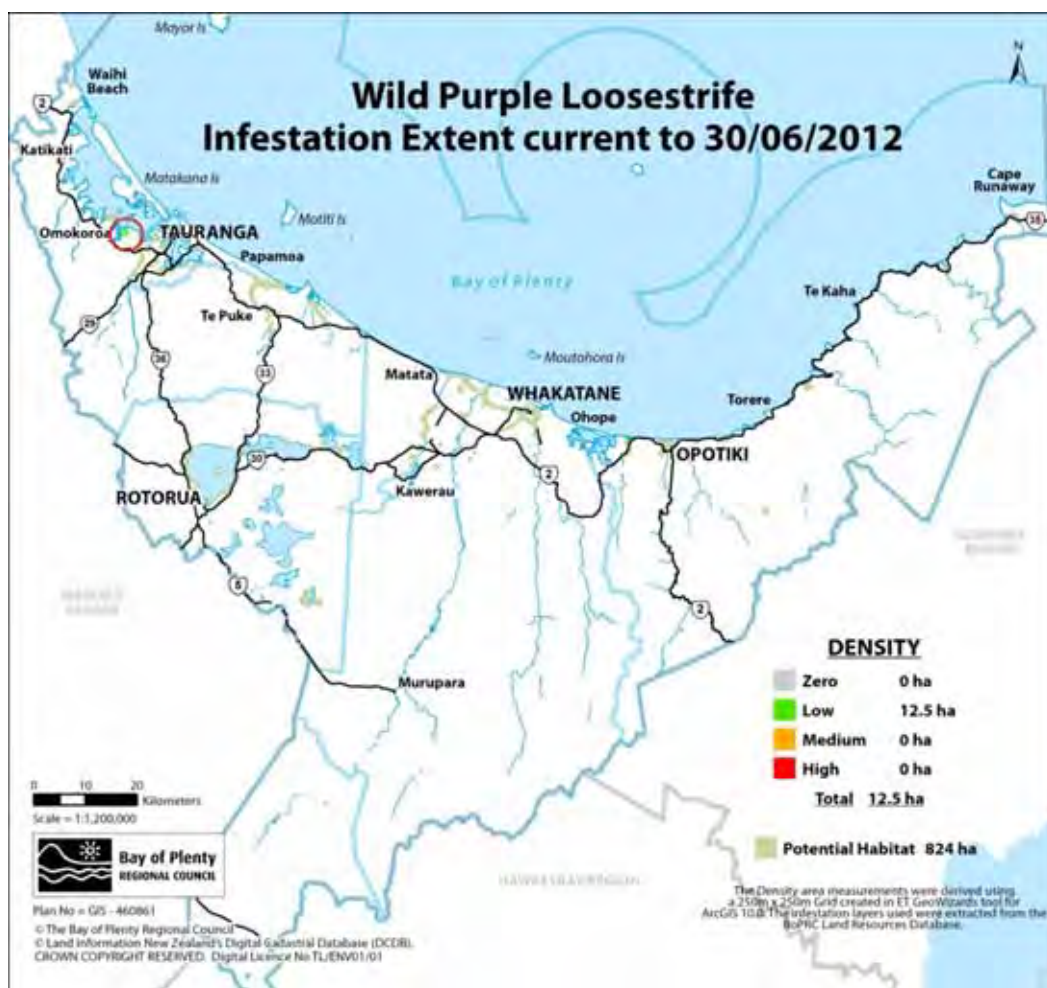 Mayor Is
N
Waihi
Beach
Wild Purple Loosestrife
Infestation Extent current to 30/06/2012
2
Katikati
Cape
Runaway
Matakana Is
35
Motiti Is
Omokoroa
TAURANGA
Papamoa
Bay of Plenty
Te Kaha
Te Puke
29
36
33
Moutohora Is
Matata
WHAKATANE
Ohope
Torere
OPOTIKI
30
2
Kawerau
ROTORUA
5
2
Murupara
DENSITY
Zero 0 ha
Low 12.5 ha
Medium 0 ha
High 0 ha
Total 12.5 ha
Potential Habitat 824 ha
0 10 20
Kilometers
Scale = 1:1,200,000
Bay of Plenty
REGIONAL COUNCIL
HAWKES BAY REGION
Plan No = GIS - 460861
© The Bay of Plenty Regional Council
© Land Information New Zealand's Digital Cadastral Database (DCDB).
CROWN COPYRIGHT RESERVED. Digital Licence No TL/ENV01/01
The Density area measurements were derived using
a 250m x 250m Grid created in ET GeoWizards tool for
ArcGIS 10.0. The infestation layers used were extracted from the
BoPRC Land Resources Database.